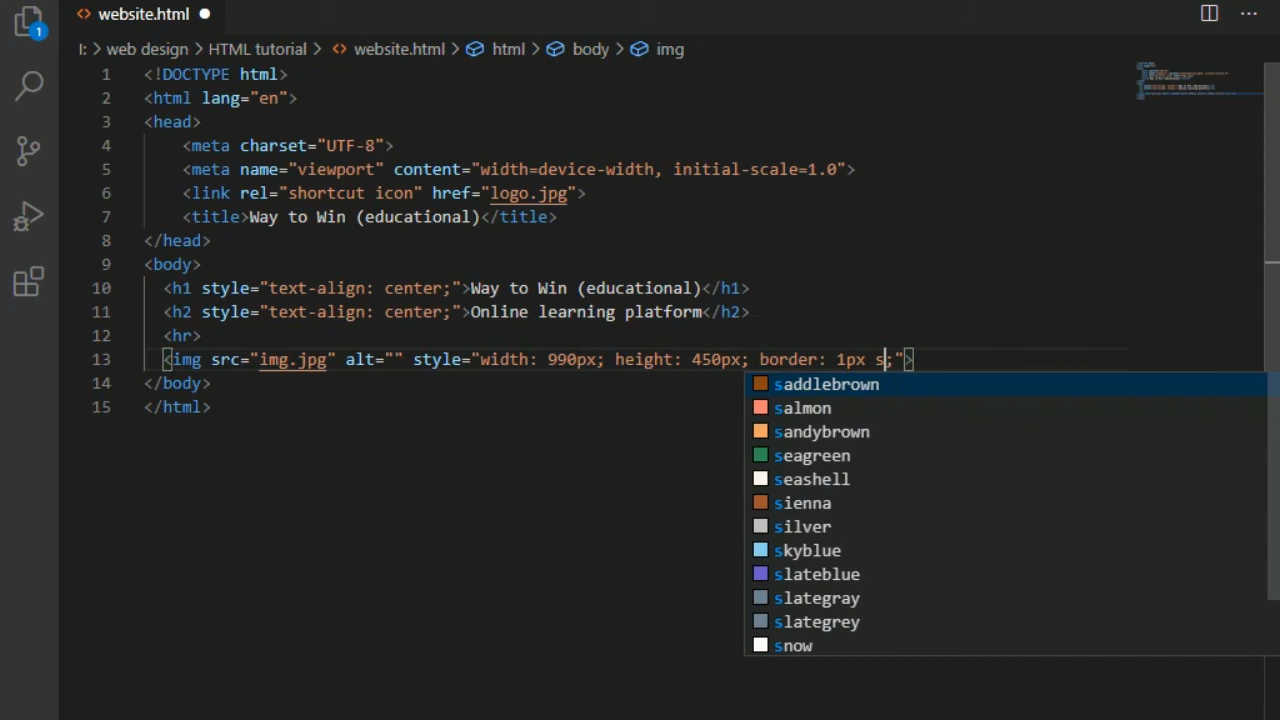 website.html
1
I: > web design > HTML tutorial > website.html > html > body > img
1 <!DOCTYPE html>
2 <html lang="en">
3 <head>
4 <meta charset="UTF-8">
5 <meta name="viewport" content="width=device-width, initial-scale=1.0">
6 <link rel="shortcut icon" href="logo.jpg">
7 <title>Way to Win (educational)</title>
8 </head>
9 <body>
10 <h1 style="text-align: center;">Way to Win (educational)</h1>
11 <h2 style="text-align: center;">Online learning platform</h2>
12 <hr>
13 <img src="img.jpg" alt="" style="width: 990px; height: 450px; border: 1px s;">
14 </body>
15 </html>
saddlebrown
salmon
sandybrown
seagreen
seashell
sienna
silver
skyblue
slateblue
slategray
slategrey
snow